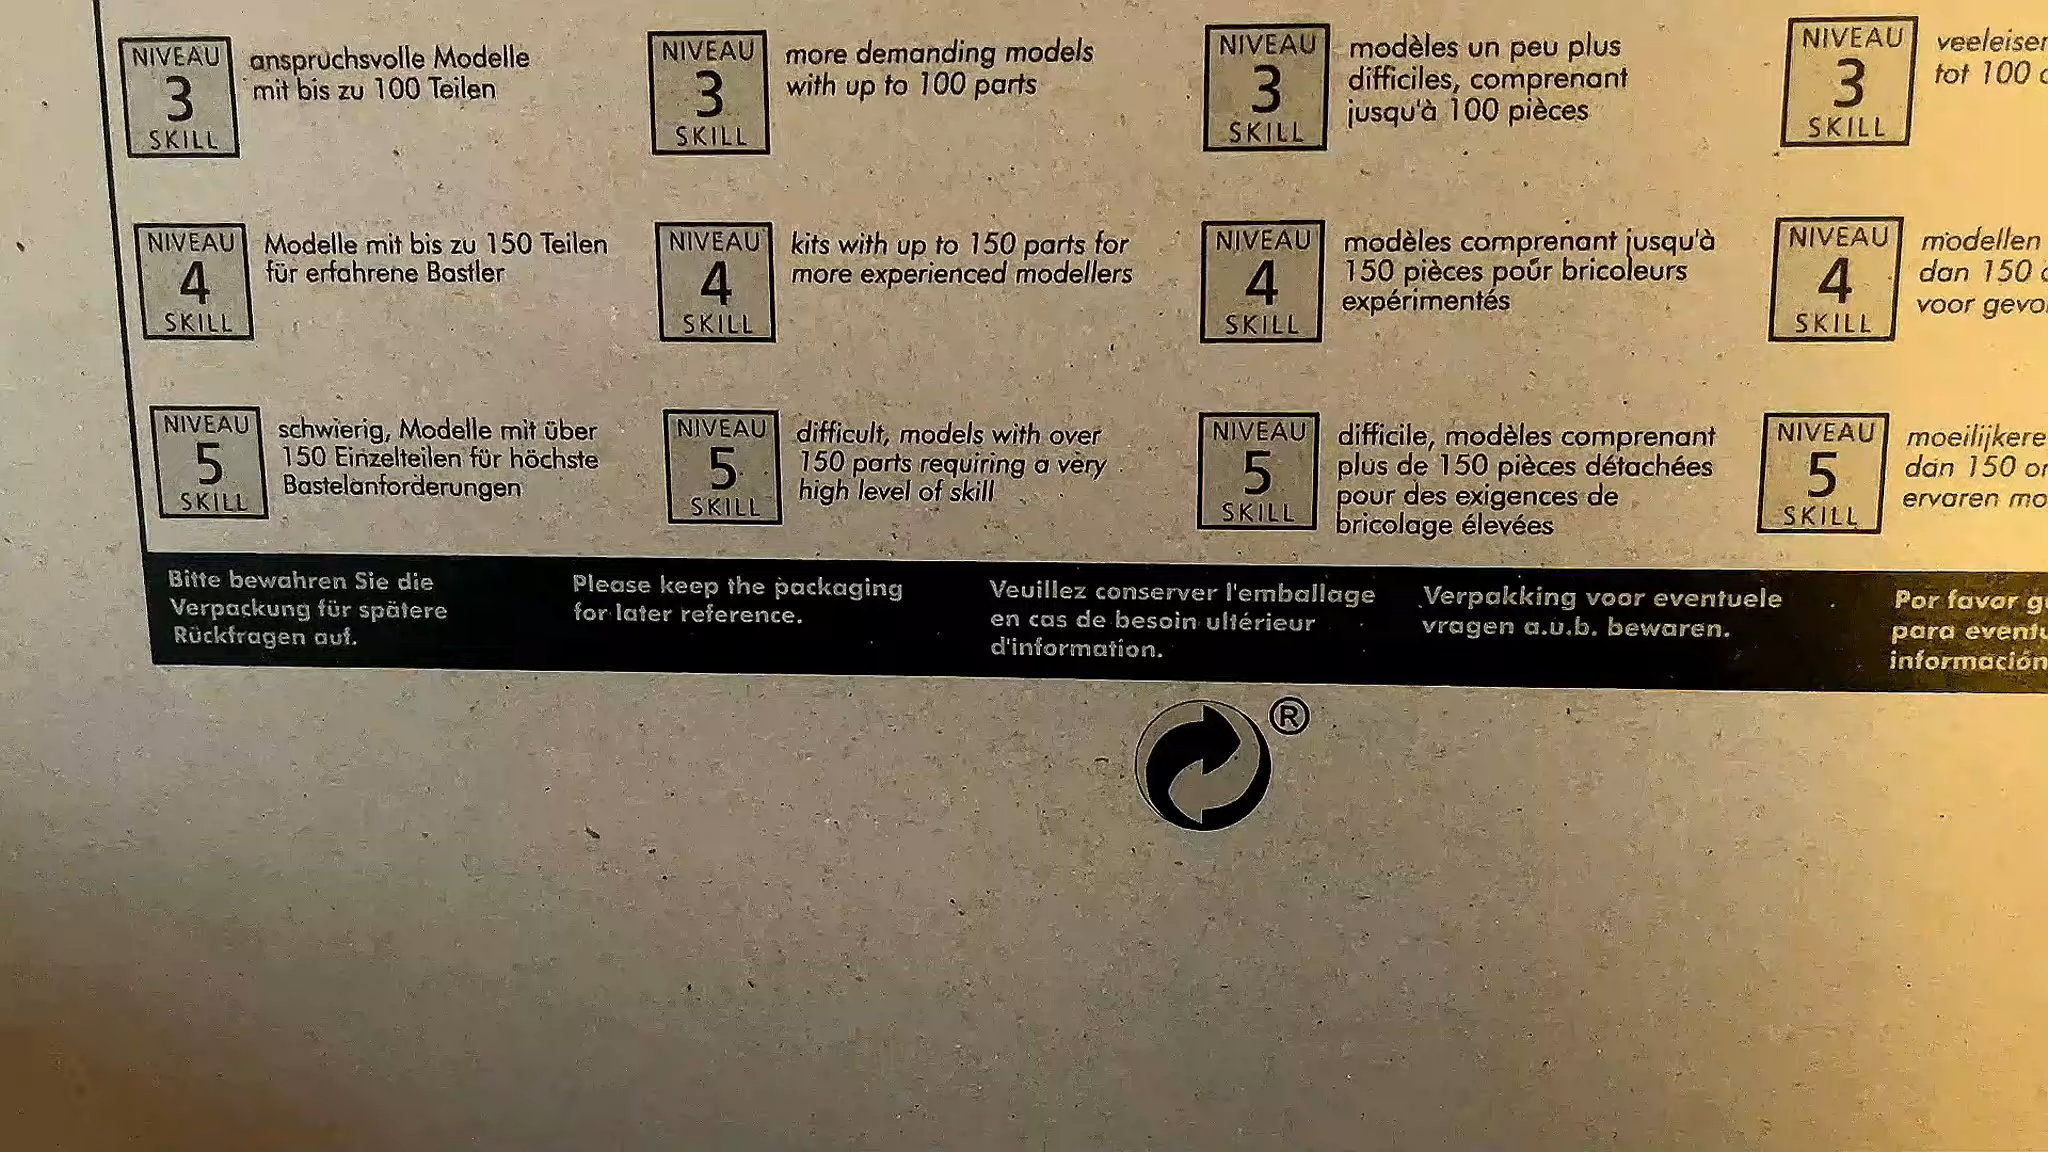 NIVEAU
3
SKILL
anspruchsvolle Modelle
mit bis zu 100 Teilen
NIVEAU
3
SKILL
more demanding models
with up to 100 parts
NIVEAU
3
SKILL
modèles un peu plus
difficiles, comprenant
jusqu'à 100 pièces
NIVEAU
3
SKILL
tot 100
NIVEAU
4
SKILL
Modelle mit bis zu 150 Teilen
für erfahrene Bastler
NIVEAU
4
SKILL
kits with up to 150 parts for
more experienced modellers
NIVEAU
4
SKILL
modèles comprenant jusqu'à
150 pièces pour bricoleurs
expérimentés
NIVEAU
4
SKILL
modellen
dan 150
voor
NIVEAU
5
SKILL
schwierig, Modelle mit über
150 Einzelteilen für höchste
Bastelanforderungen
NIVEAU
5
SKILL
difficult, models with over
150 parts requiring a very
high level of skill
NIVEAU
5
SKILL
difficile, modèles comprenant
plus de 150 pièces détachées
pour des exigences de
bricolage élevées
NIVEAU
5
SKILL
moeilijkere
dan 150
ervaren
Bitte bewahren Sie die
Verpackung für spätere
Rückfragen auf.
Please keep the packaging
for later reference.
Veuillez conserver l'emballage
en cas de besoin ultérieur
d'information.
Verpakking voor eventuele
vragen a.u.b. bewaren.
Por favor
para
información
®